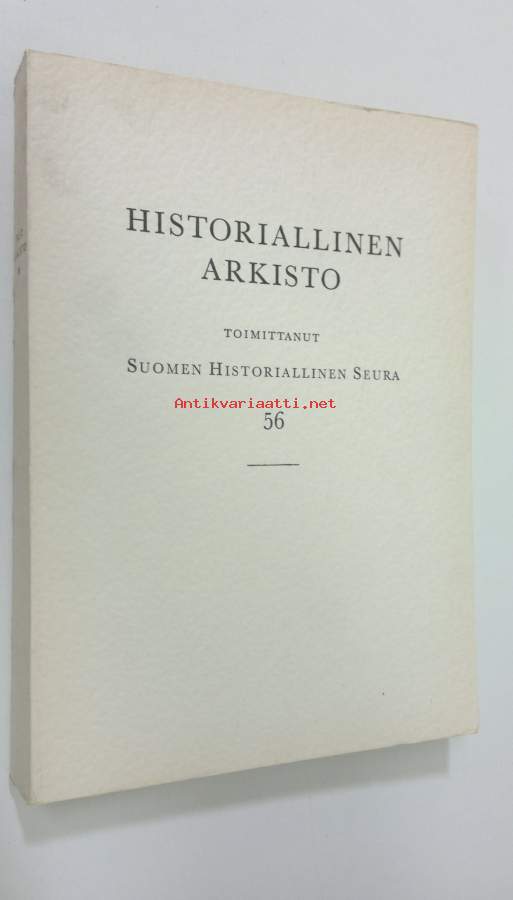 HISTORIALLINEN
ARKISTO
TOIMITTANUT
SUOMEN HISTORIALLINEN SEURA
Antikvariaatti.net
56